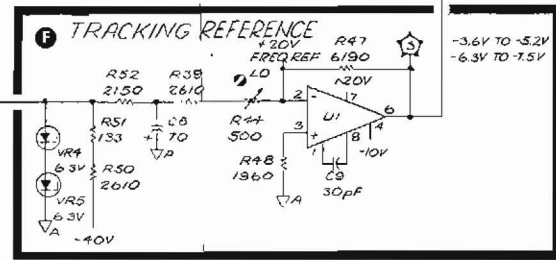 F TRACKING REFERENCE
+20V
FREQ REF
R47
6190
3
-3.6V TO -5.2V
-6.3V TO -7.5V
R52
2150
R39
2610
LO
R44
500
+20V
2
-
7
U1
6
3
+
4
8
1
-10V
R51
133
C8
70
+
VR4
6.3V
R50
2610
A
R48
1960
C9
30pF
VR5
6.3V
A
A
-40V